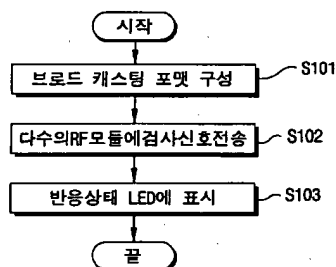 시작
브로드 캐스팅 포맷 구성
S101
다수의RF모듈에검사신호전송
S102
반응상태 LED에 표시
S103
끝